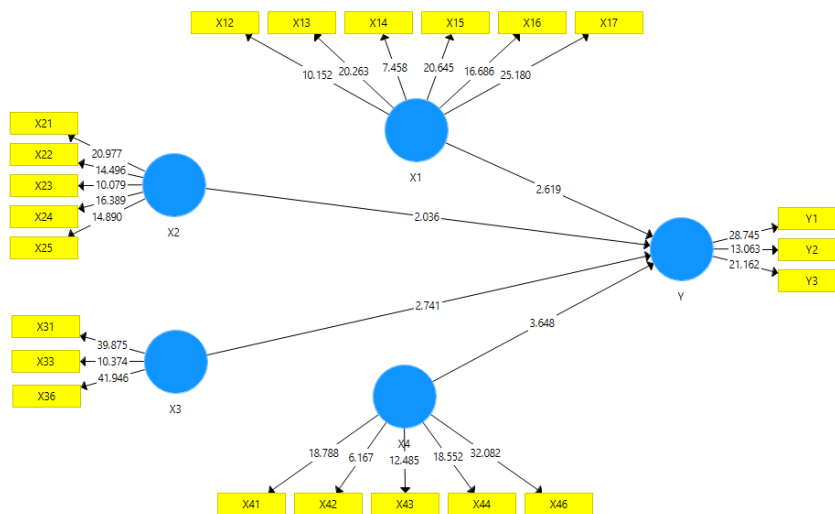 X12 X13 X14 X15 X16 X17
10.152 20.263 7.458 20.645 16.686 25.180
X1
X21
X22
X23
X24
X25
20.977
14.496
10.079
16.389
14.890
X2
2.619
2.036
2.741
3.648
Y
28.745
13.063
21.162
Y1
Y2
Y3
X31
X33
X36
39.875
10.374
41.946
X3
X4
18.788 6.167 12.485 18.552 32.082
X41 X42 X43 X44 X46